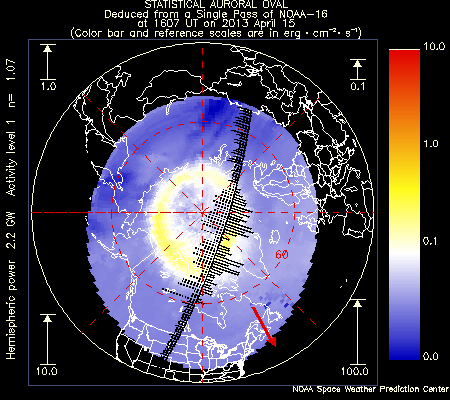 STATISTICAL AURORAL OVAL
Deduced from a Single Pass of NOAA-16
at 1607 UT on 2013 April 15
(Color bar and reference scales are in erg · cm⁻² · s⁻¹)
Hemispheric power 2.2 GW Activity level 1 n= 1.07
1.0
0.1
10.0
100.0
60
10.0
1.0
0.1
0.0
NOAA Space Weather Prediction Center